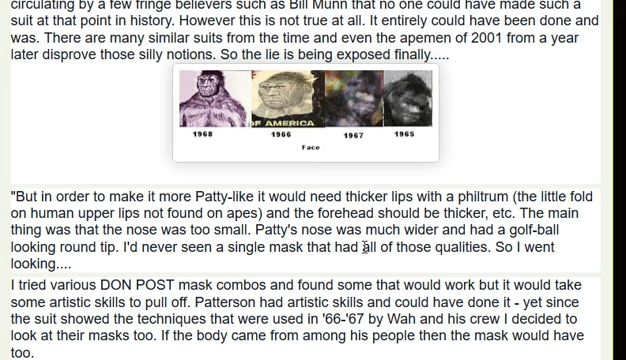 circulating by a few fringe believers such as Bill Munn that no one could have made such a
suit at that point in history. However this is not true at all. It entirely could have been done and
was. There are many similar suits from the time and even the apemen of 2001 from a year
later disprove those silly notions. So the lie is being exposed finally.....
OF AMERICA
1968 1966 1967 1965
Face
"But in order to make it more Patty-like it would need thicker lips with a philtrum (the little fold
on human upper lips not found on apes) and the forehead should be thicker, etc. The main
thing was that the nose was too small. Patty's nose was much wider and had a golf-ball
looking round tip. I'd never seen a single mask that had all of those qualities. So I went
looking....
I tried various DON POST mask combos and found some that would work but it would take
some artistic skills to pull off. Patterson had artistic skills and could have done it - yet since
the suit showed the techniques that were used in '66-'67 by Wah and his crew I decided to
look at their masks too. If the body came from among his people then the mask would have
too.